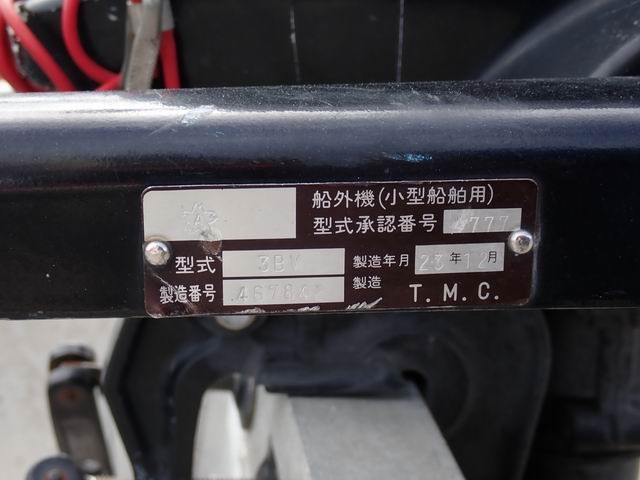 船外機(小型船舶用)
型式承認番号 4777
型式 3BV
製造年月 23年12月
製造番号
製造 T.M.C.